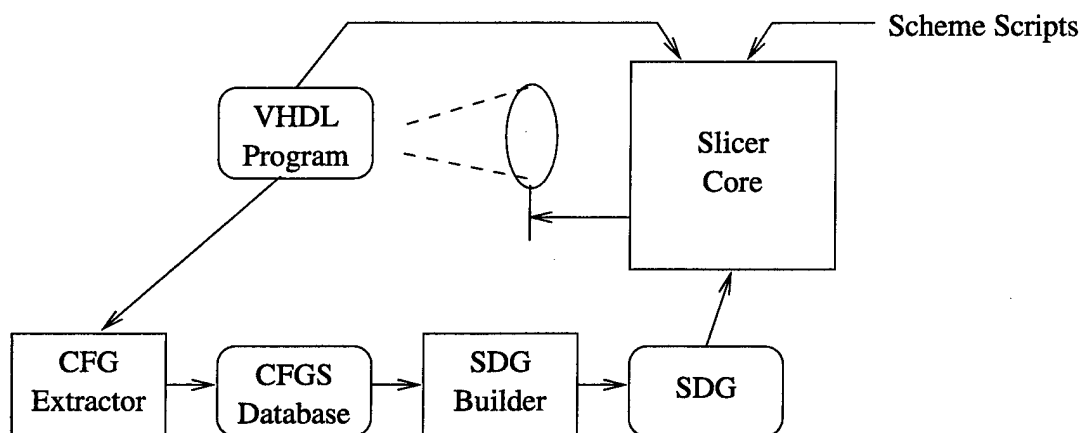 Scheme Scripts
VHDL
Program
Slicer
Core
CFG
Extractor
CFGS
Database
SDG
Builder
SDG